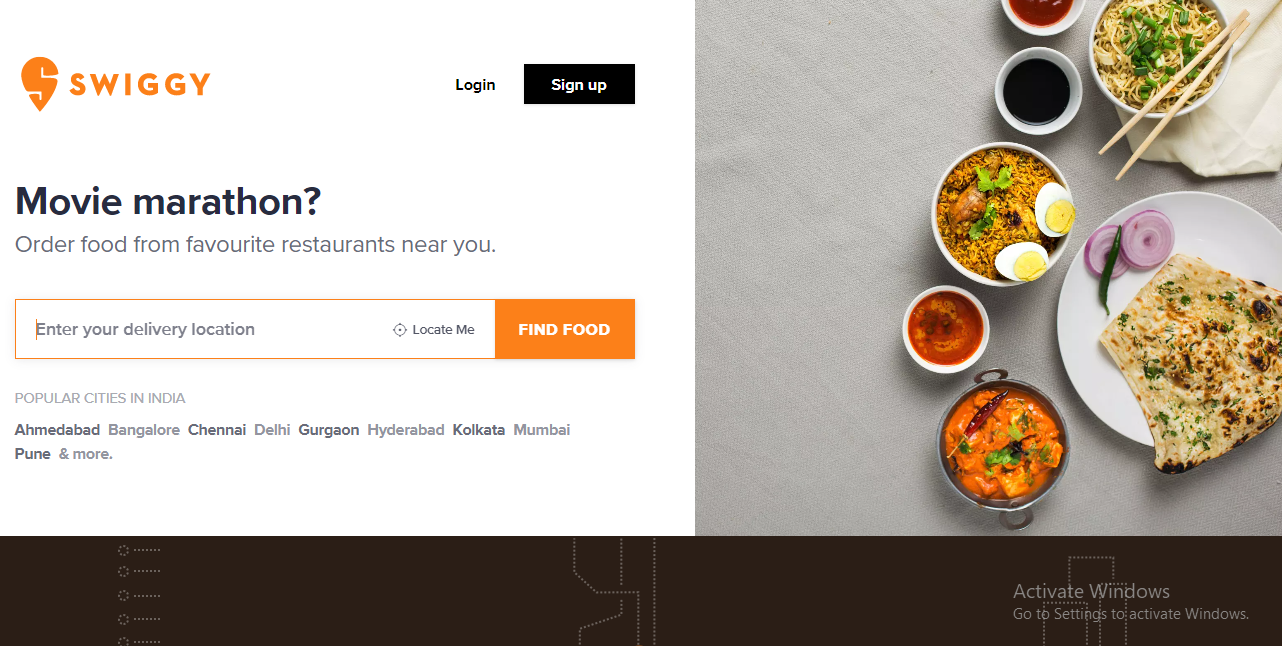 SWIGGY
Login
Sign up
Movie marathon?
Order food from favourite restaurants near you.
Enter your delivery location
Locate Me
FIND FOOD
POPULAR CITIES IN INDIA
Ahmedabad Bangalore Chennai Delhi Gurgaon Hyderabad Kolkata Mumbai
Pune & more.
Activate Windows
Go to Settings to activate Windows.